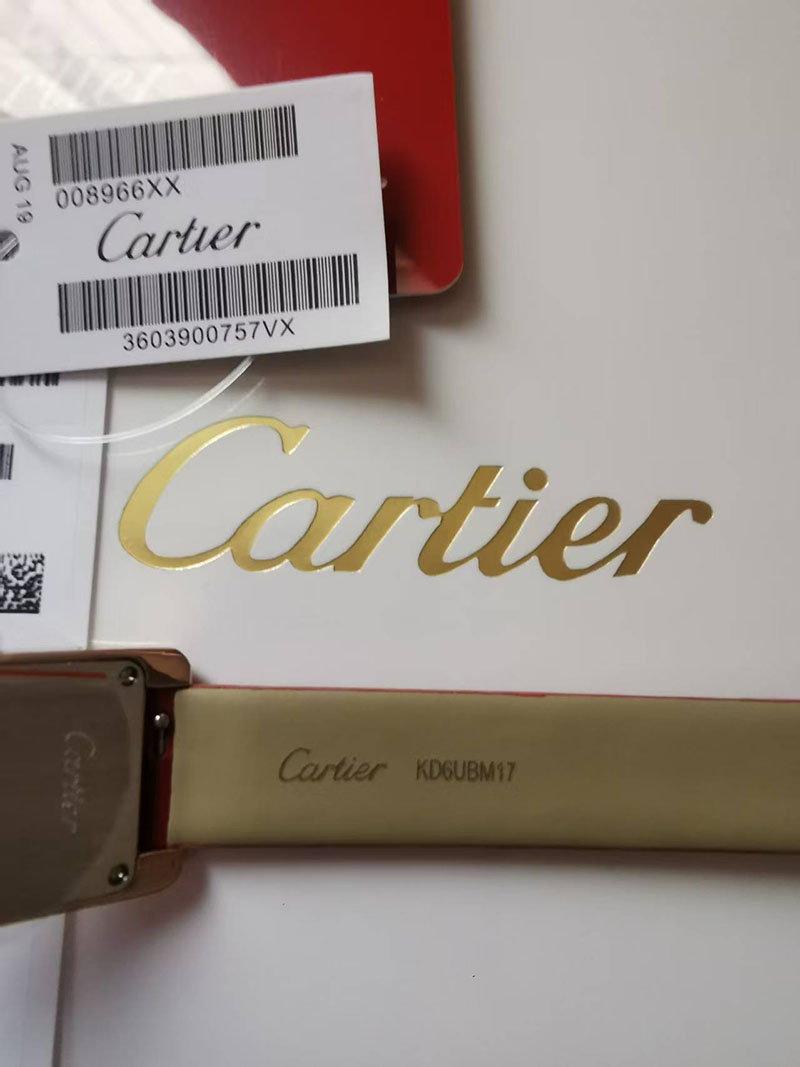 AUG 19
008966XX
Cartier
3603900757VX
Cartier
Cartier KD6UBM17
Cartier